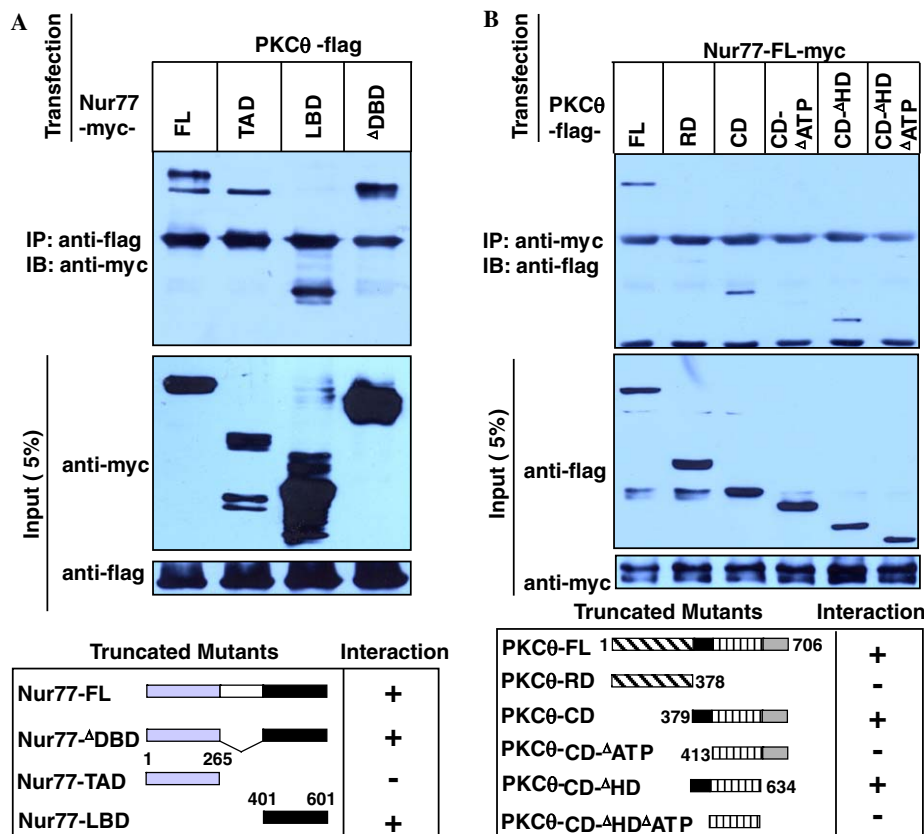 A
Transfection
PKCθ -flag
Nur77
-myc-
FL
TAD
LBD
ΔDBD
IP: anti-flag
IB: anti-myc
Input ( 5%)
anti-myc
anti-flag
Truncated Mutants Interaction
Nur77-FL +
Nur77-ΔDBD +
1 265
Nur77-TAD -
401 601
Nur77-LBD +
B
Transfection
Nur77-FL-myc
PKCθ
-flag-
FL
RD
CD
CD-
ΔATP
CD-ΔHD
CD-ΔHD
ΔATP
IP: anti-myc
IB: anti-flag
Input ( 5%)
anti-flag
anti-myc
Truncated Mutants Interaction
PKCθ-FL 1 706 +
PKCθ-RD 378 -
PKCθ-CD 379 +
PKCθ-CD-ΔATP 413 -
PKCθ-CD-ΔHD 634 +
PKCθ-CD-ΔHDΔATP -